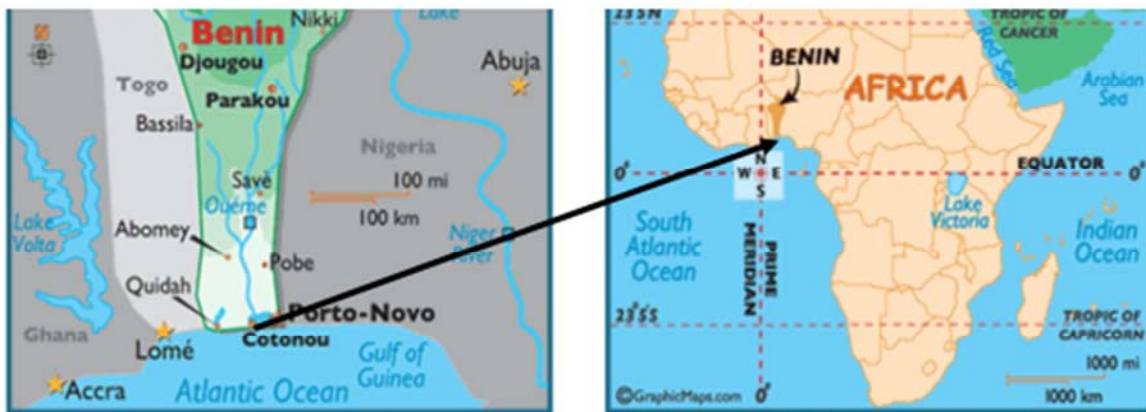 Nikki
Lake
Benin
Djougou
Abuja
Togo
Parakou
Bassila
Nigeria
100 mi
100 km
Savè
Ouémé
Lake
Volta
Abomey
Niger
River
Pobe
Quidah
Porto-Novo
Cotonou
Ghana
Lomé
Gulf of
Guinea
Accra
Atlantic Ocean
23°5 N
TROPIC OF
CANCER
Red Sea
BENIN
AFRICA
Arabian
Sea
N
W E
S
0°
EQUATOR
0°
Lake
Victoria
South
Atlantic
Ocean
PRIME
MERIDIAN
Indian
Ocean
23°5 S
TROPIC OF
CAPRICORN
1000 mi
1000 km
©GraphicMaps.com
0°